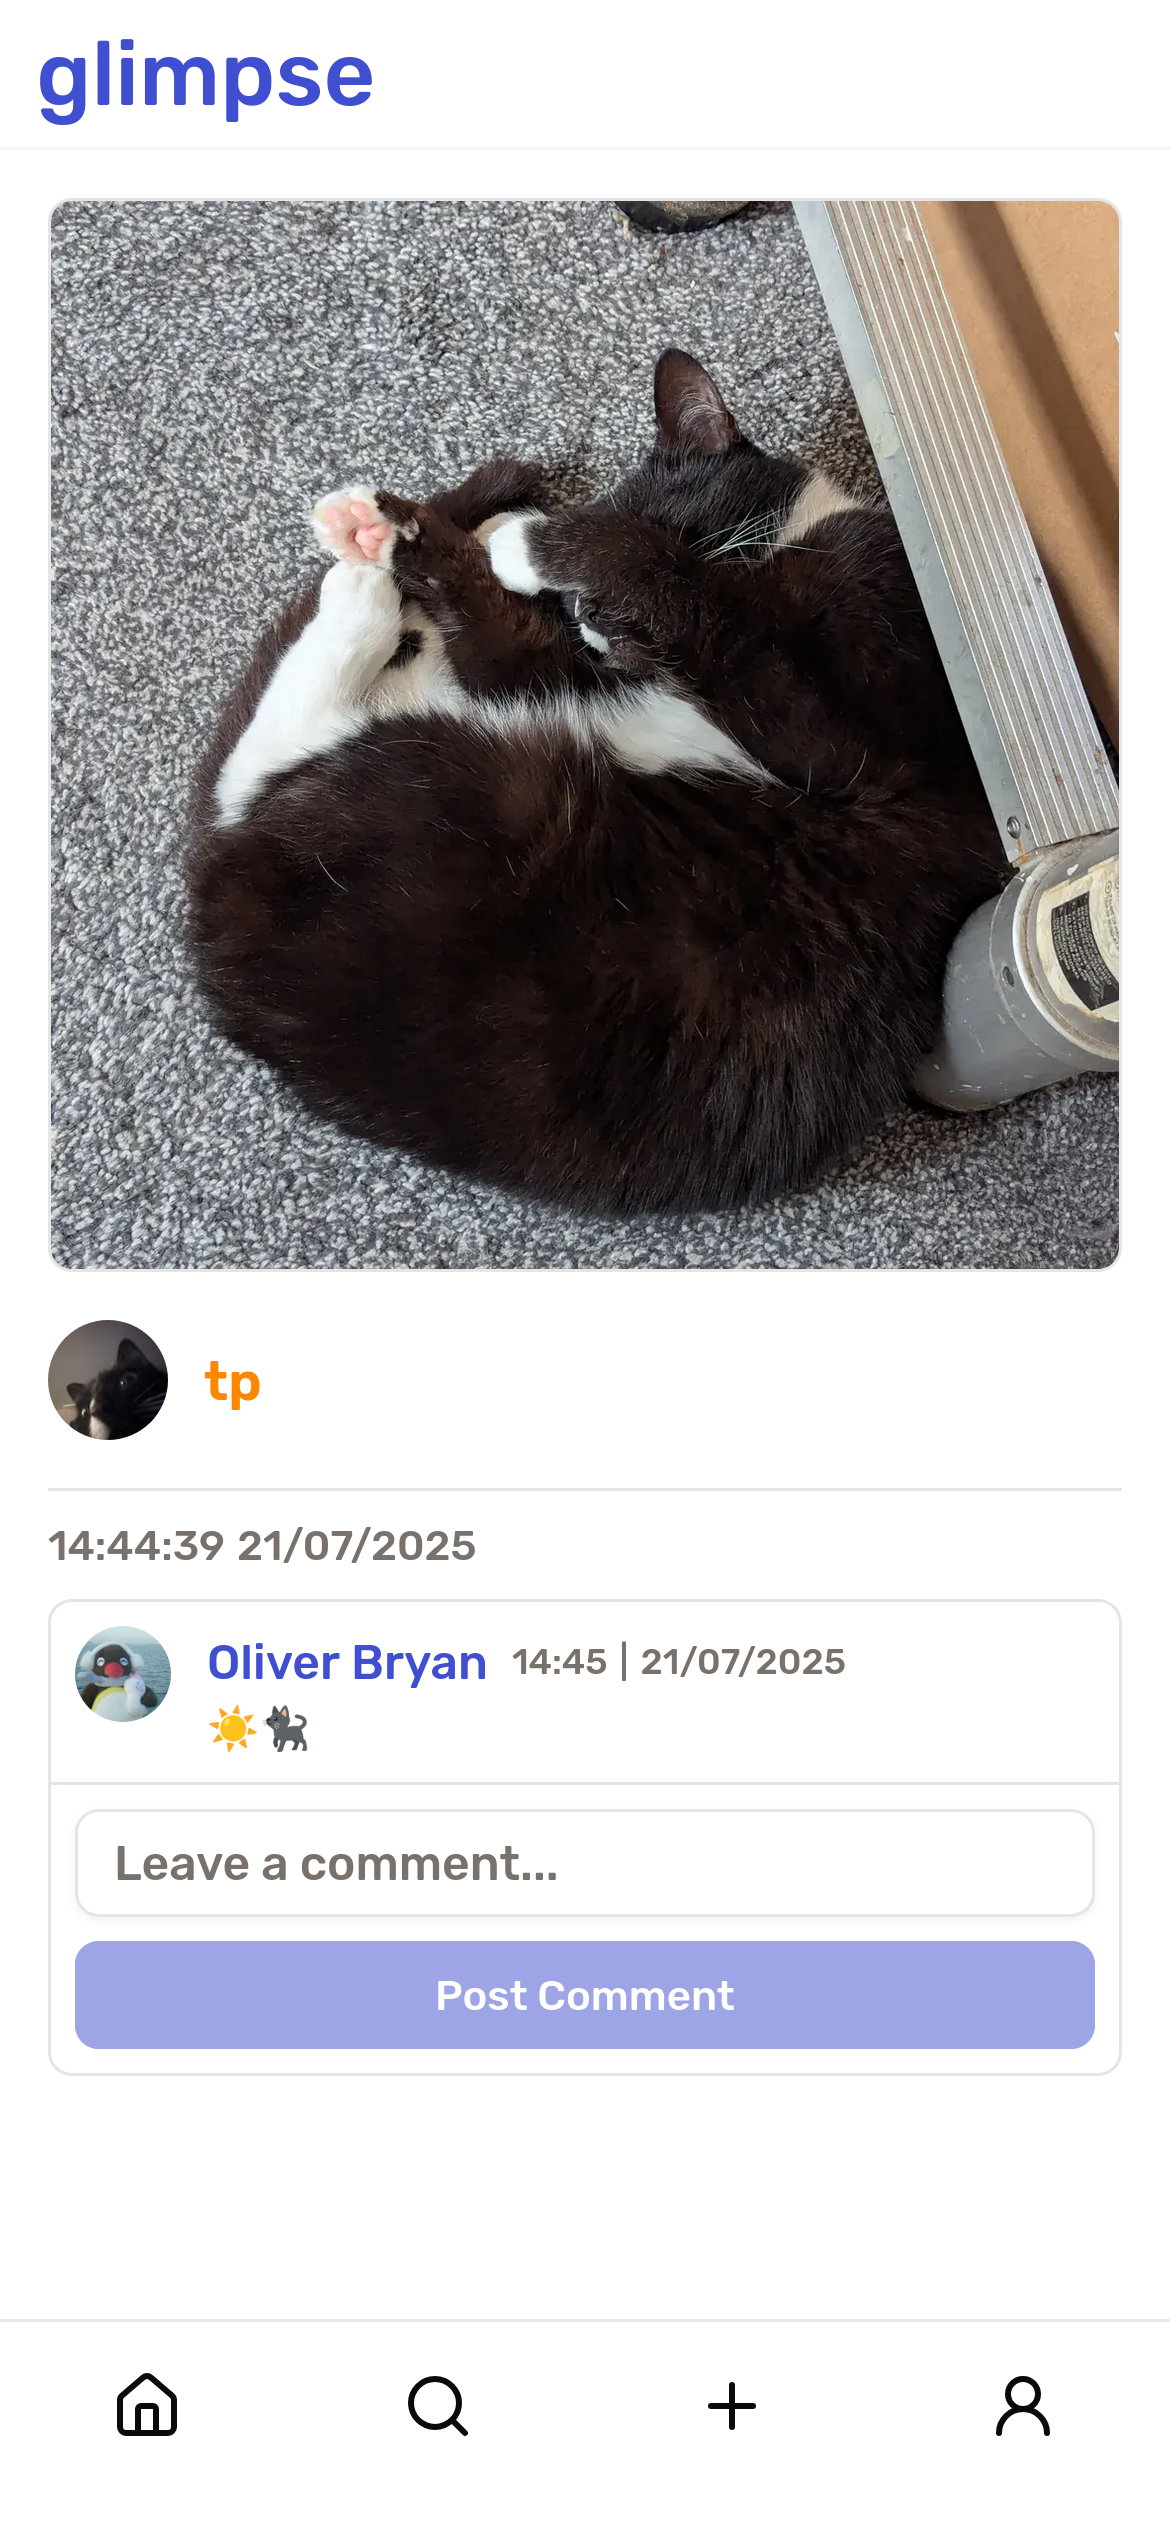 glimpse
tp
14:44:39 21/07/2025
Oliver Bryan 14:45 | 21/07/2025
☀️🐈‍⬛
Leave a comment...
Post Comment